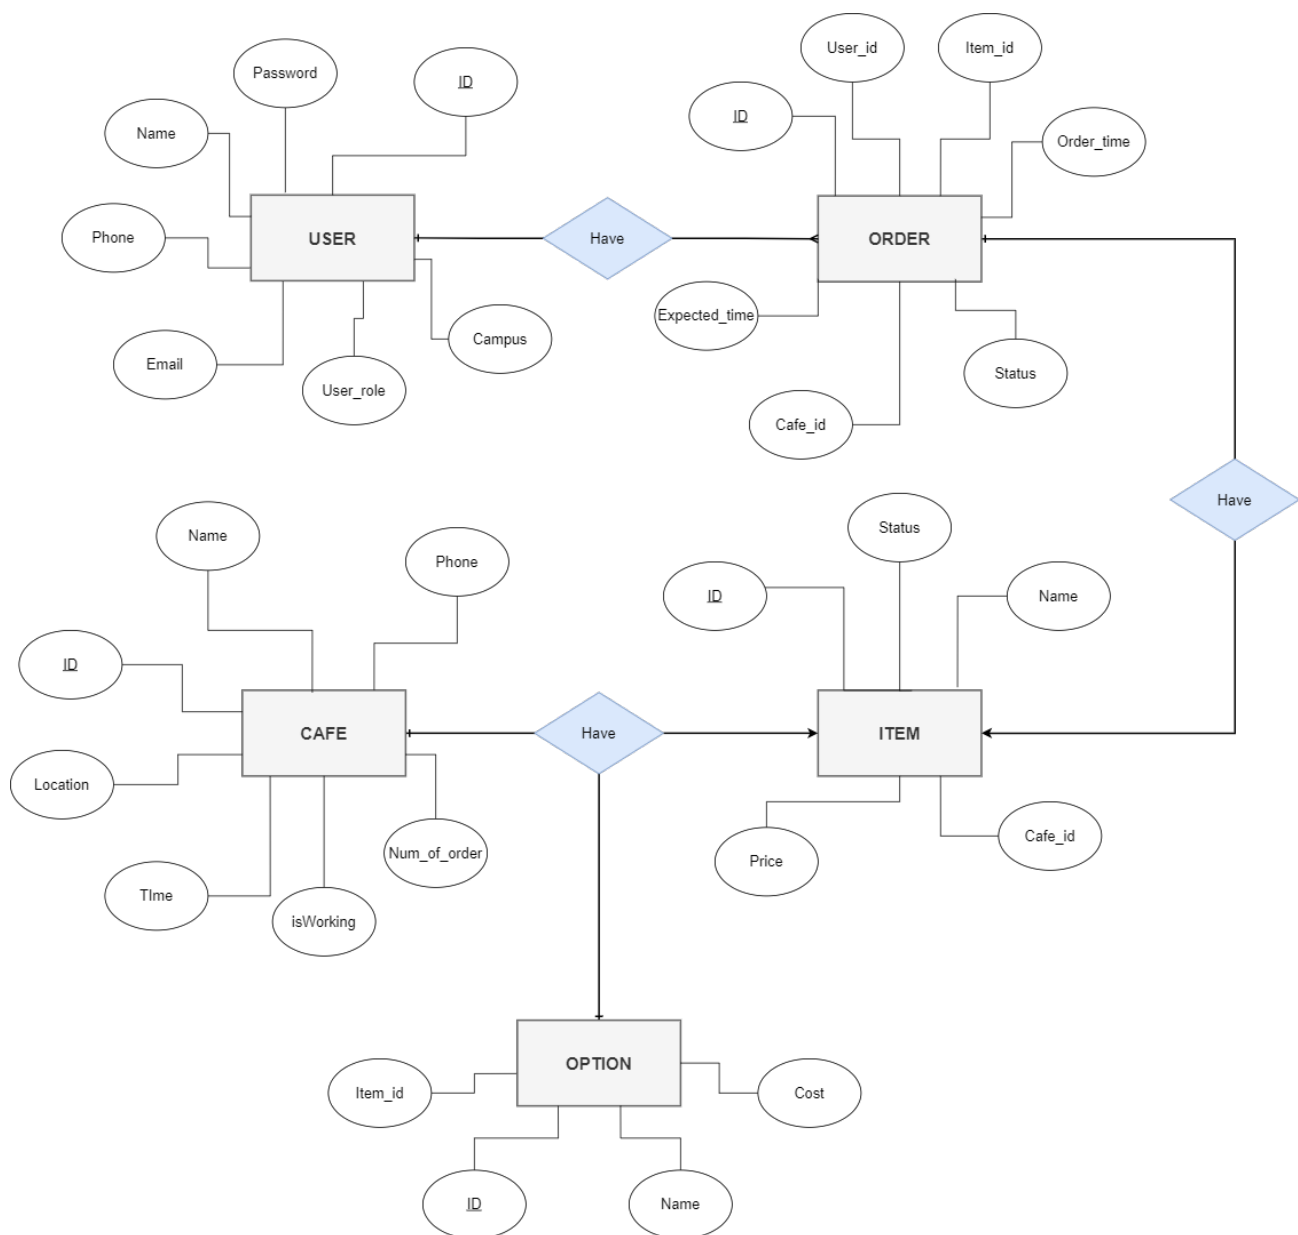 User_id
Item_id
Password
ID
ID
Name
Order_time
Phone
USER
Have
ORDER
Expected_time
Campus
Email
User_role
Status
Cafe_id
Have
Name
Phone
Status
ID
Name
ID
CAFE
Have
ITEM
Location
Num_of_order
Price
Cafe_id
TIme
isWorking
OPTION
Item_id
Cost
ID
Name